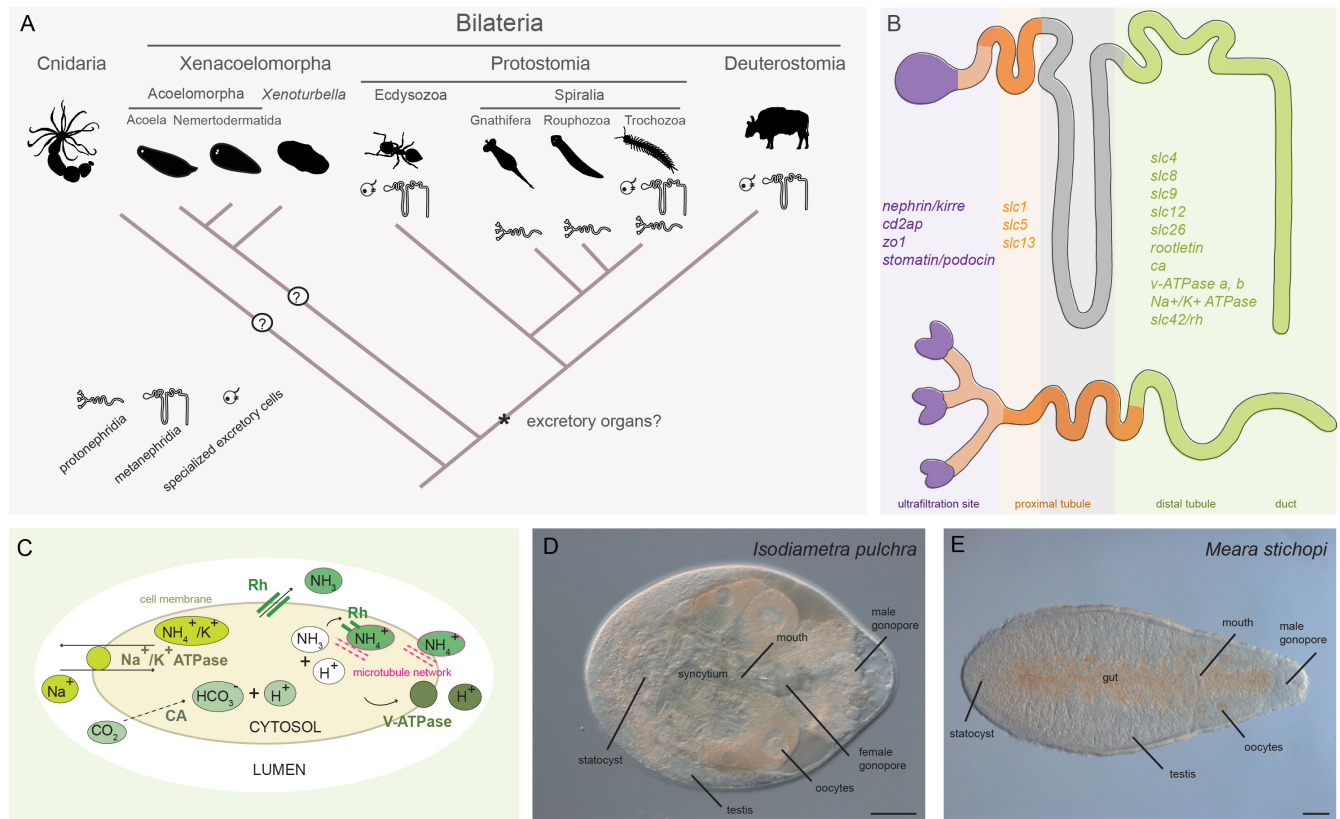 A
Bilateria
Cnidaria
Xenacoelomorpha
Protostomia
Deuterostomia
Acoelomorpha
Xenoturbella
Ecdysozoa
Spiralia
Acoela
Nemertodermatida
Gnathifera
Rouphozoa
Trochozoa
?
?
* excretory organs?
protonephridia
metanephridia
specialized excretory cells
B
nephrin/kirre
cd2ap
zo1
stomatin/podocin
slc1
slc5
slc13
slc4
slc8
slc9
slc12
slc26
rootletin
ca
v-ATPase a, b
Na+/K+ ATPase
slc42/rh
ultrafiltration site
proximal tubule
distal tubule
duct
C
Rh
NH3
cell membrane
NH4+/K+
Rh
NH3
NH4+
NH4+
Na+/K+ ATPase
+
H+
microtubule network
Na+
HCO3- + H+
H+
CA
V-ATPase
CO2
CYTOSOL
LUMEN
D
Isodiametra pulchra
male
gonopore
mouth
syncytium
statocyst
female
gonopore
oocytes
testis
E
Meara stichopi
mouth
male
gonopore
gut
statocyst
oocytes
testis